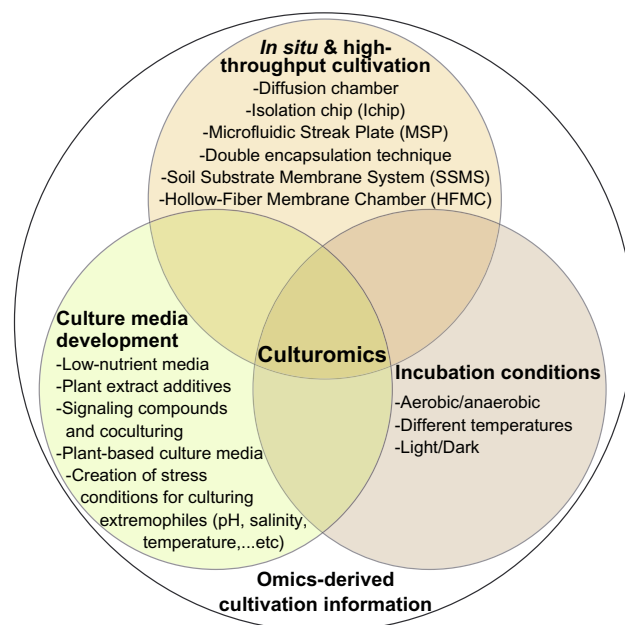 In situ & high-
throughput cultivation
-Diffusion chamber
-Isolation chip (Ichip)
-Microfluidic Streak Plate (MSP)
-Double encapsulation technique
-Soil Substrate Membrane System (SSMS)
-Hollow-Fiber Membrane Chamber (HFMC)
Culture media
development
-Low-nutrient media
-Plant extract additives
-Signaling compounds
and coculturing
-Plant-based culture media
-Creation of stress
conditions for culturing
extremophiles (pH, salinity,
temperature,...etc)
Culturomics
Incubation conditions
-Aerobic/anaerobic
-Different temperatures
-Light/Dark
Omics-derived
cultivation information